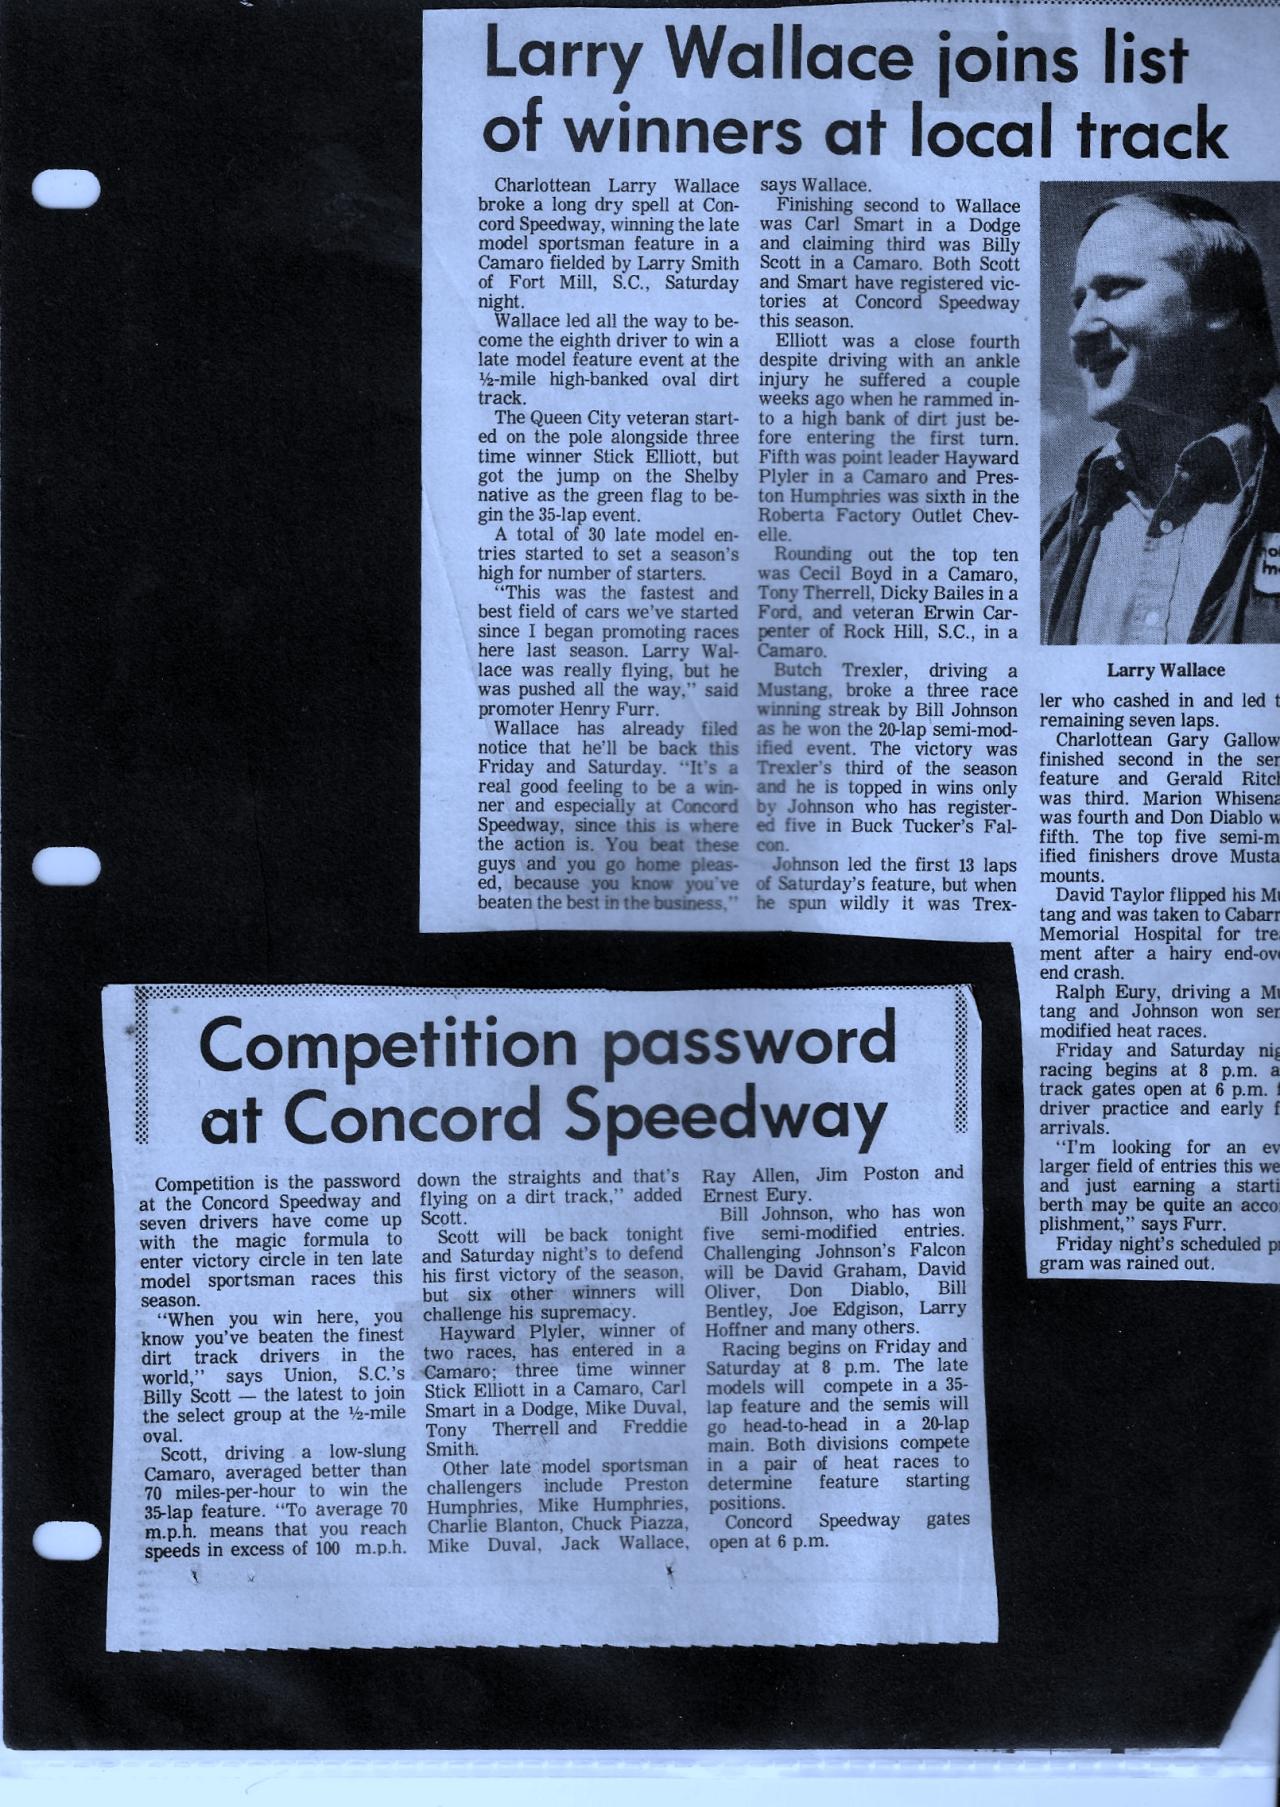 Larry Wallace joins list
of winners at local track
Charlottean Larry Wallace
broke a long dry spell at Con-
cord Speedway, winning the late
model sportsman feature in a
Camaro fielded by Larry Smith
of Fort Mill, S.C., Saturday
night.
Wallace led all the way to be-
come the eighth driver to win a
late model feature event at the
½-mile high-banked oval dirt
track.
The Queen City veteran start-
ed on the pole alongside three
time winner Stick Elliott, but
got the jump on the Shelby
native as the green flag to be-
gin the 35-lap event.
A total of 30 late model en-
tries started to set a season's
high for number of starters.
"This was the fastest and
best field of cars we've started
since I began promoting races
here last season. Larry Wal-
lace was really flying, but he
was pushed all the way," said
promoter Henry Furr.
Wallace has already filed
notice that he'll be back this
Friday and Saturday. "It's a
real good feeling to be a win-
ner and especially at Concord
Speedway, since this is where
the action is. You beat these
guys and you go home pleas-
ed, because you know you've
beaten the best in the business,"
says Wallace.
Finishing second to Wallace
was Carl Smart in a Dodge
and claiming third was Billy
Scott in a Camaro. Both Scott
and Smart have registered vic-
tories at Concord Speedway
this season.
Elliott was a close fourth
despite driving with an ankle
injury he suffered a couple
weeks ago when he rammed in-
to a high bank of dirt just be-
fore entering the first turn.
Fifth was point leader Hayward
Plyler in a Camaro and Pres-
ton Humphries was sixth in the
Roberta Factory Outlet Chev-
elle.
Rounding out the top ten
was Cecil Boyd in a Camaro,
Tony Therrell, Dicky Bailes in a
Ford, and veteran Erwin Car-
penter of Rock Hill, S.C., in a
Camaro.
Butch Trexler, driving a
Mustang, broke a three race
winning streak by Bill Johnson
as he won the 20-lap semi-mod-
ified event. The victory was
Trexler's third of the season
and he is topped in wins only
by Johnson who has register-
ed five in Buck Tucker's Fal-
con.
Johnson led the first 13 laps
of Saturday's feature, but when
he spun wildly it was Trex-
Larry Wallace
ler who cashed in and led t
remaining seven laps.
Charlottean Gary Gallow
finished second in the ser
feature and Gerald Ritch
was third. Marion Whisena
was fourth and Don Diablo w
fifth. The top five semi-m
ified finishers drove Musta
mounts.
David Taylor flipped his Mu
tang and was taken to Cabarr
Memorial Hospital for trea
ment after a hairy end-ove
end crash.
Ralph Eury, driving a Mu
tang and Johnson won ser
modified heat races.
Friday and Saturday nig
racing begins at 8 p.m. a
track gates open at 6 p.m. f
driver practice and early f
arrivals.
"I'm looking for an ev
larger field of entries this we
and just earning a starti
berth may be quite an acco
plishment," says Furr.
Friday night's scheduled pr
gram was rained out.
Competition password
at Concord Speedway
Competition is the password
at the Concord Speedway and
seven drivers have come up
with the magic formula to
enter victory circle in ten late
model sportsman races this
season.
"When you win here, you
know you've beaten the finest
dirt track drivers in the
world," says Union, S.C.'s
Billy Scott — the latest to join
the select group at the ½-mile
oval.
Scott, driving a low-slung
Camaro, averaged better than
70 miles-per-hour to win the
35-lap feature. "To average 70
m.p.h. means that you reach
speeds in excess of 100 m.p.h.
down the straights and that's
flying on a dirt track," added
Scott.
Scott will be back tonight
and Saturday night's to defend
his first victory of the season,
but six other winners will
challenge his supremacy.
Hayward Plyler, winner of
two races, has entered in a
Camaro; three time winner
Stick Elliott in a Camaro, Carl
Smart in a Dodge, Mike Duval,
Tony Therrell and Freddie
Smith.
Other late model sportsman
challengers include Preston
Humphries, Mike Humphries,
Charlie Blanton, Chuck Piazza,
Mike Duval, Jack Wallace,
Ray Allen, Jim Poston and
Ernest Eury.
Bill Johnson, who has won
five semi-modified entries.
Challenging Johnson's Falcon
will be David Graham, David
Oliver, Don Diablo, Bill
Bentley, Joe Edgison, Larry
Hoffner and many others.
Racing begins on Friday and
Saturday at 8 p.m. The late
models will compete in a 35-
lap feature and the semis will
go head-to-head in a 20-lap
main. Both divisions compete
in a pair of heat races to
determine feature starting
positions.
Concord Speedway gates
open at 6 p.m.